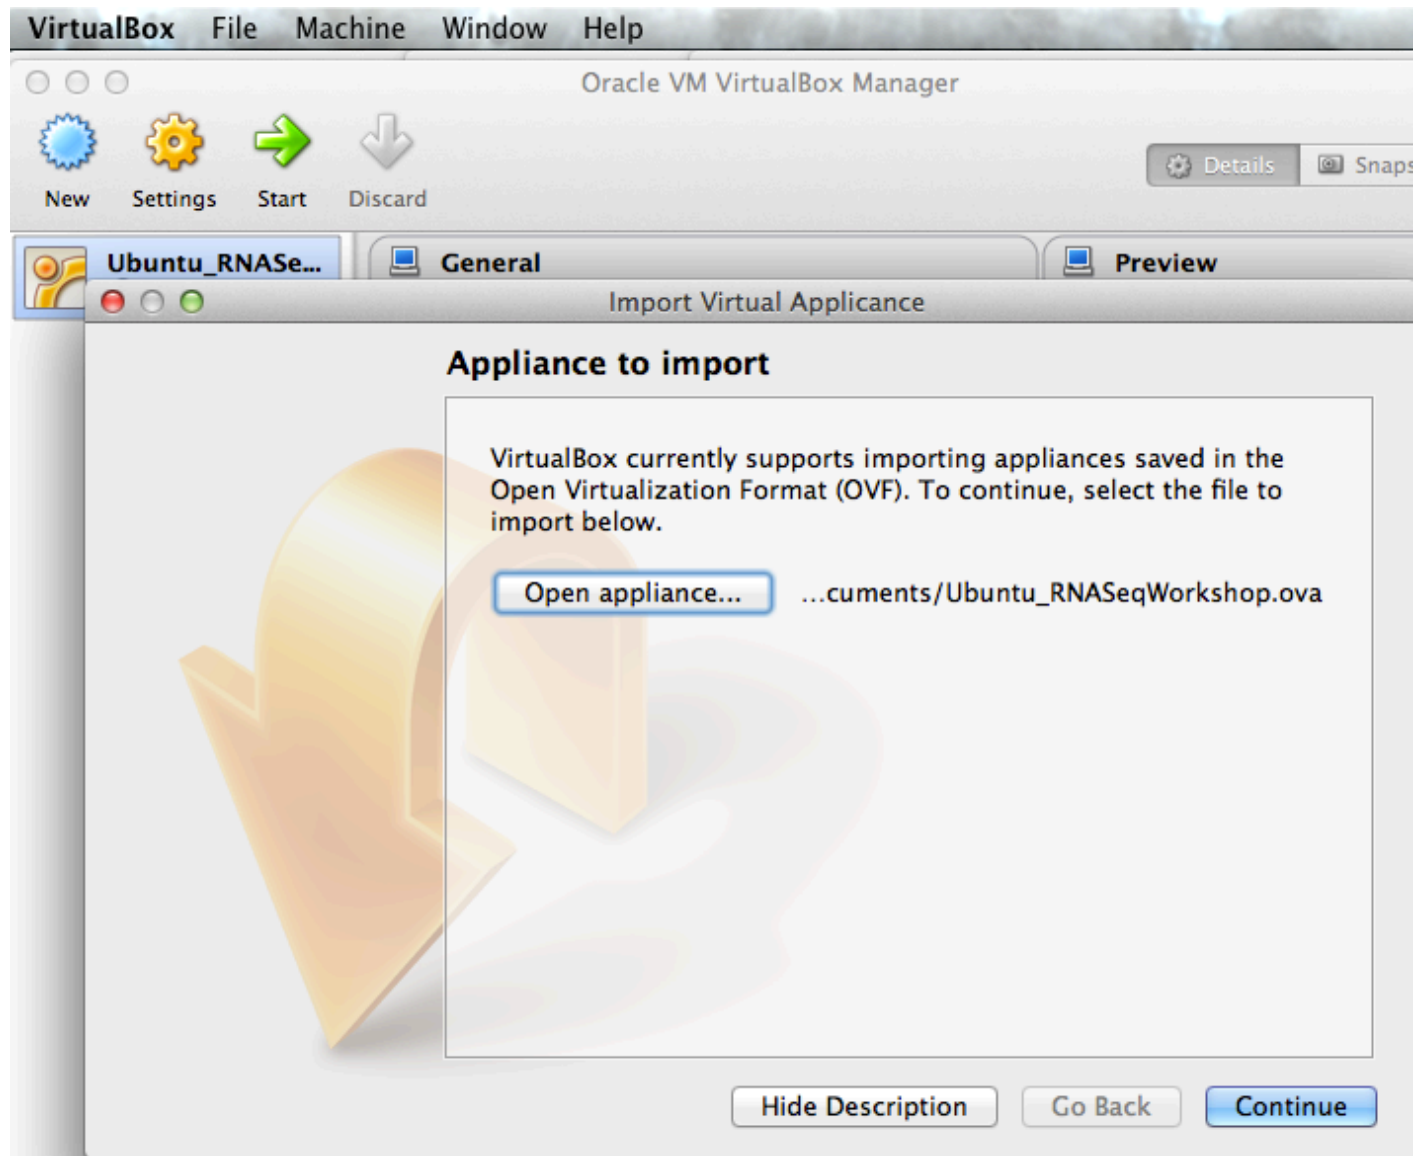 VirtualBox File Machine Window Help
Oracle VM VirtualBox Manager
New Settings Start Discard
Details Snaps
Ubuntu_RNASe... General Preview
Import Virtual Applicance
Appliance to import
VirtualBox currently supports importing appliances saved in the
Open Virtualization Format (OVF). To continue, select the file to
import below.
Open appliance... ...cuments/Ubuntu_RNASeqWorkshop.ova
Hide Description Go Back Continue